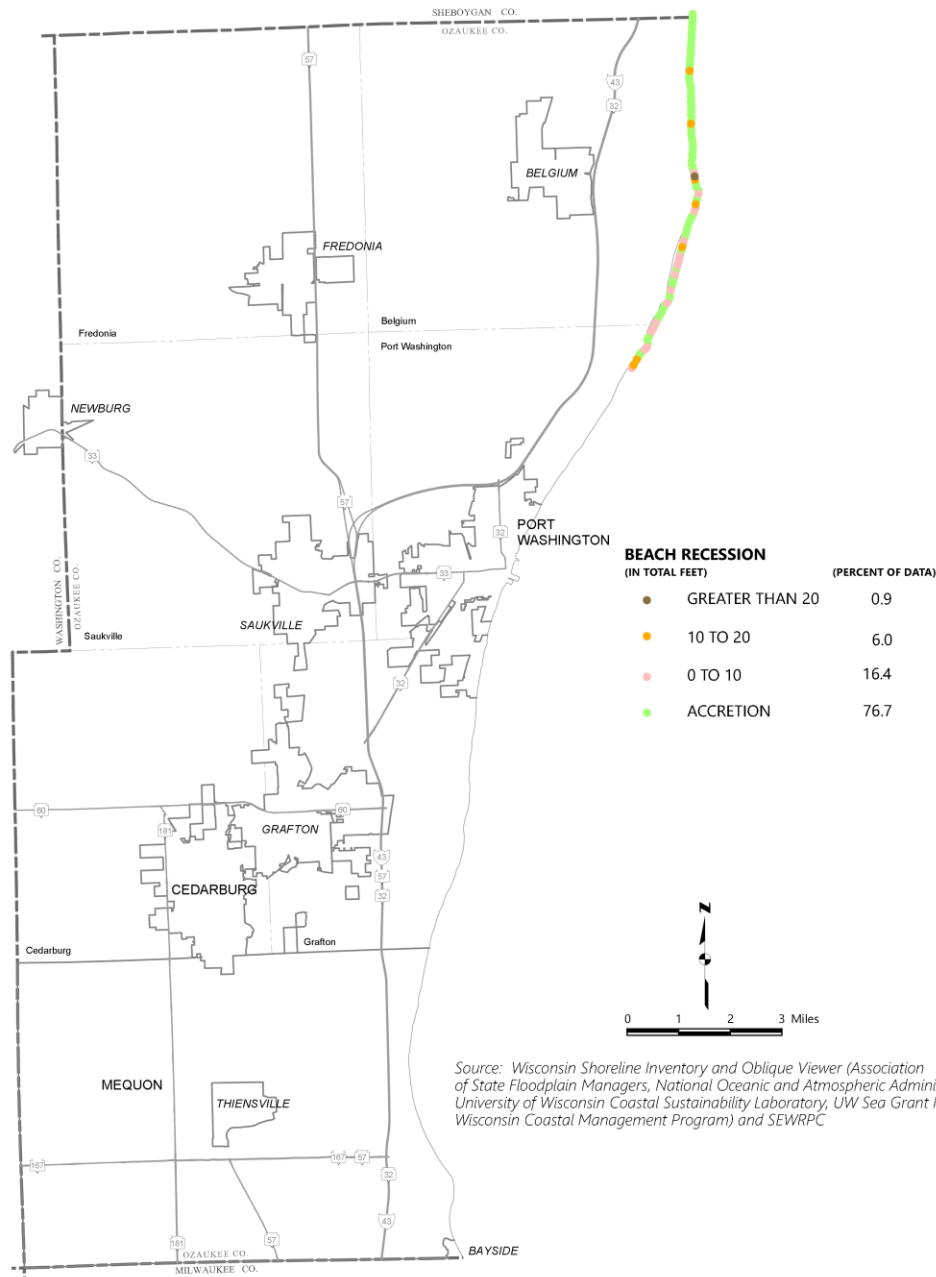 SHEBOYGAN CO.
OZAUKEE CO.
57
43
32
BELGIUM
FREDONIA
Fredonia
Belgium
Port Washington
NEWBURG
33
57
PORT
WASHINGTON
32
33
WASHINGTON CO.
OZAUKEE CO.
SAUKVILLE
Saukville
32
BEACH RECESSION
(IN TOTAL FEET) (PERCENT OF DATA)
GREATER THAN 20 0.9
10 TO 20 6.0
0 TO 10 16.4
ACCRETION 76.7
60
181
60
GRAFTON
43
57
32
CEDARBURG
Cedarburg
Grafton
N
0 1 2 3 Miles
Source: Wisconsin Shoreline Inventory and Oblique Viewer (Association
of State Floodplain Managers, National Oceanic and Atmospheric Admini
University of Wisconsin Coastal Sustainability Laboratory, UW Sea Grant
Wisconsin Coastal Management Program) and SEWRPC
MEQUON
THIENSVILLE
167
167
57
32
43
181
57
OZAUKEE CO.
MILWAUKEE CO.
BAYSIDE